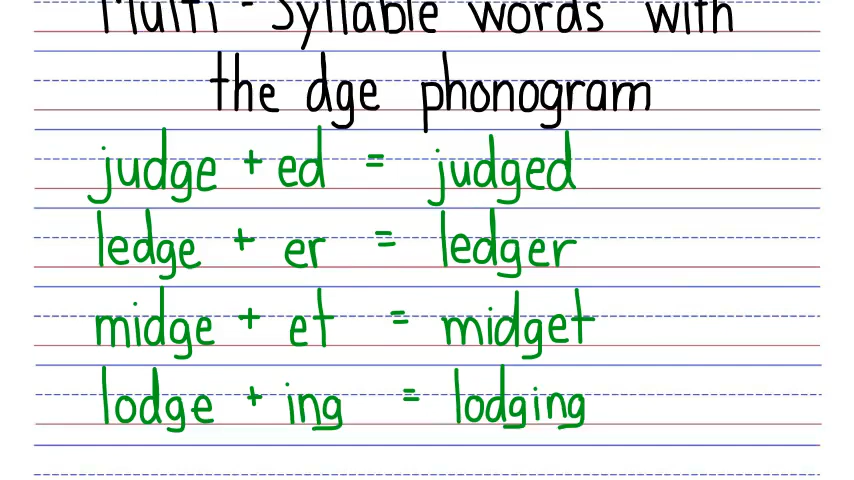 Multi-Syllable words with
the dge phonogram
judge + ed = judged
ledge + er = ledger
midge + et = midget
lodge + ing = lodging